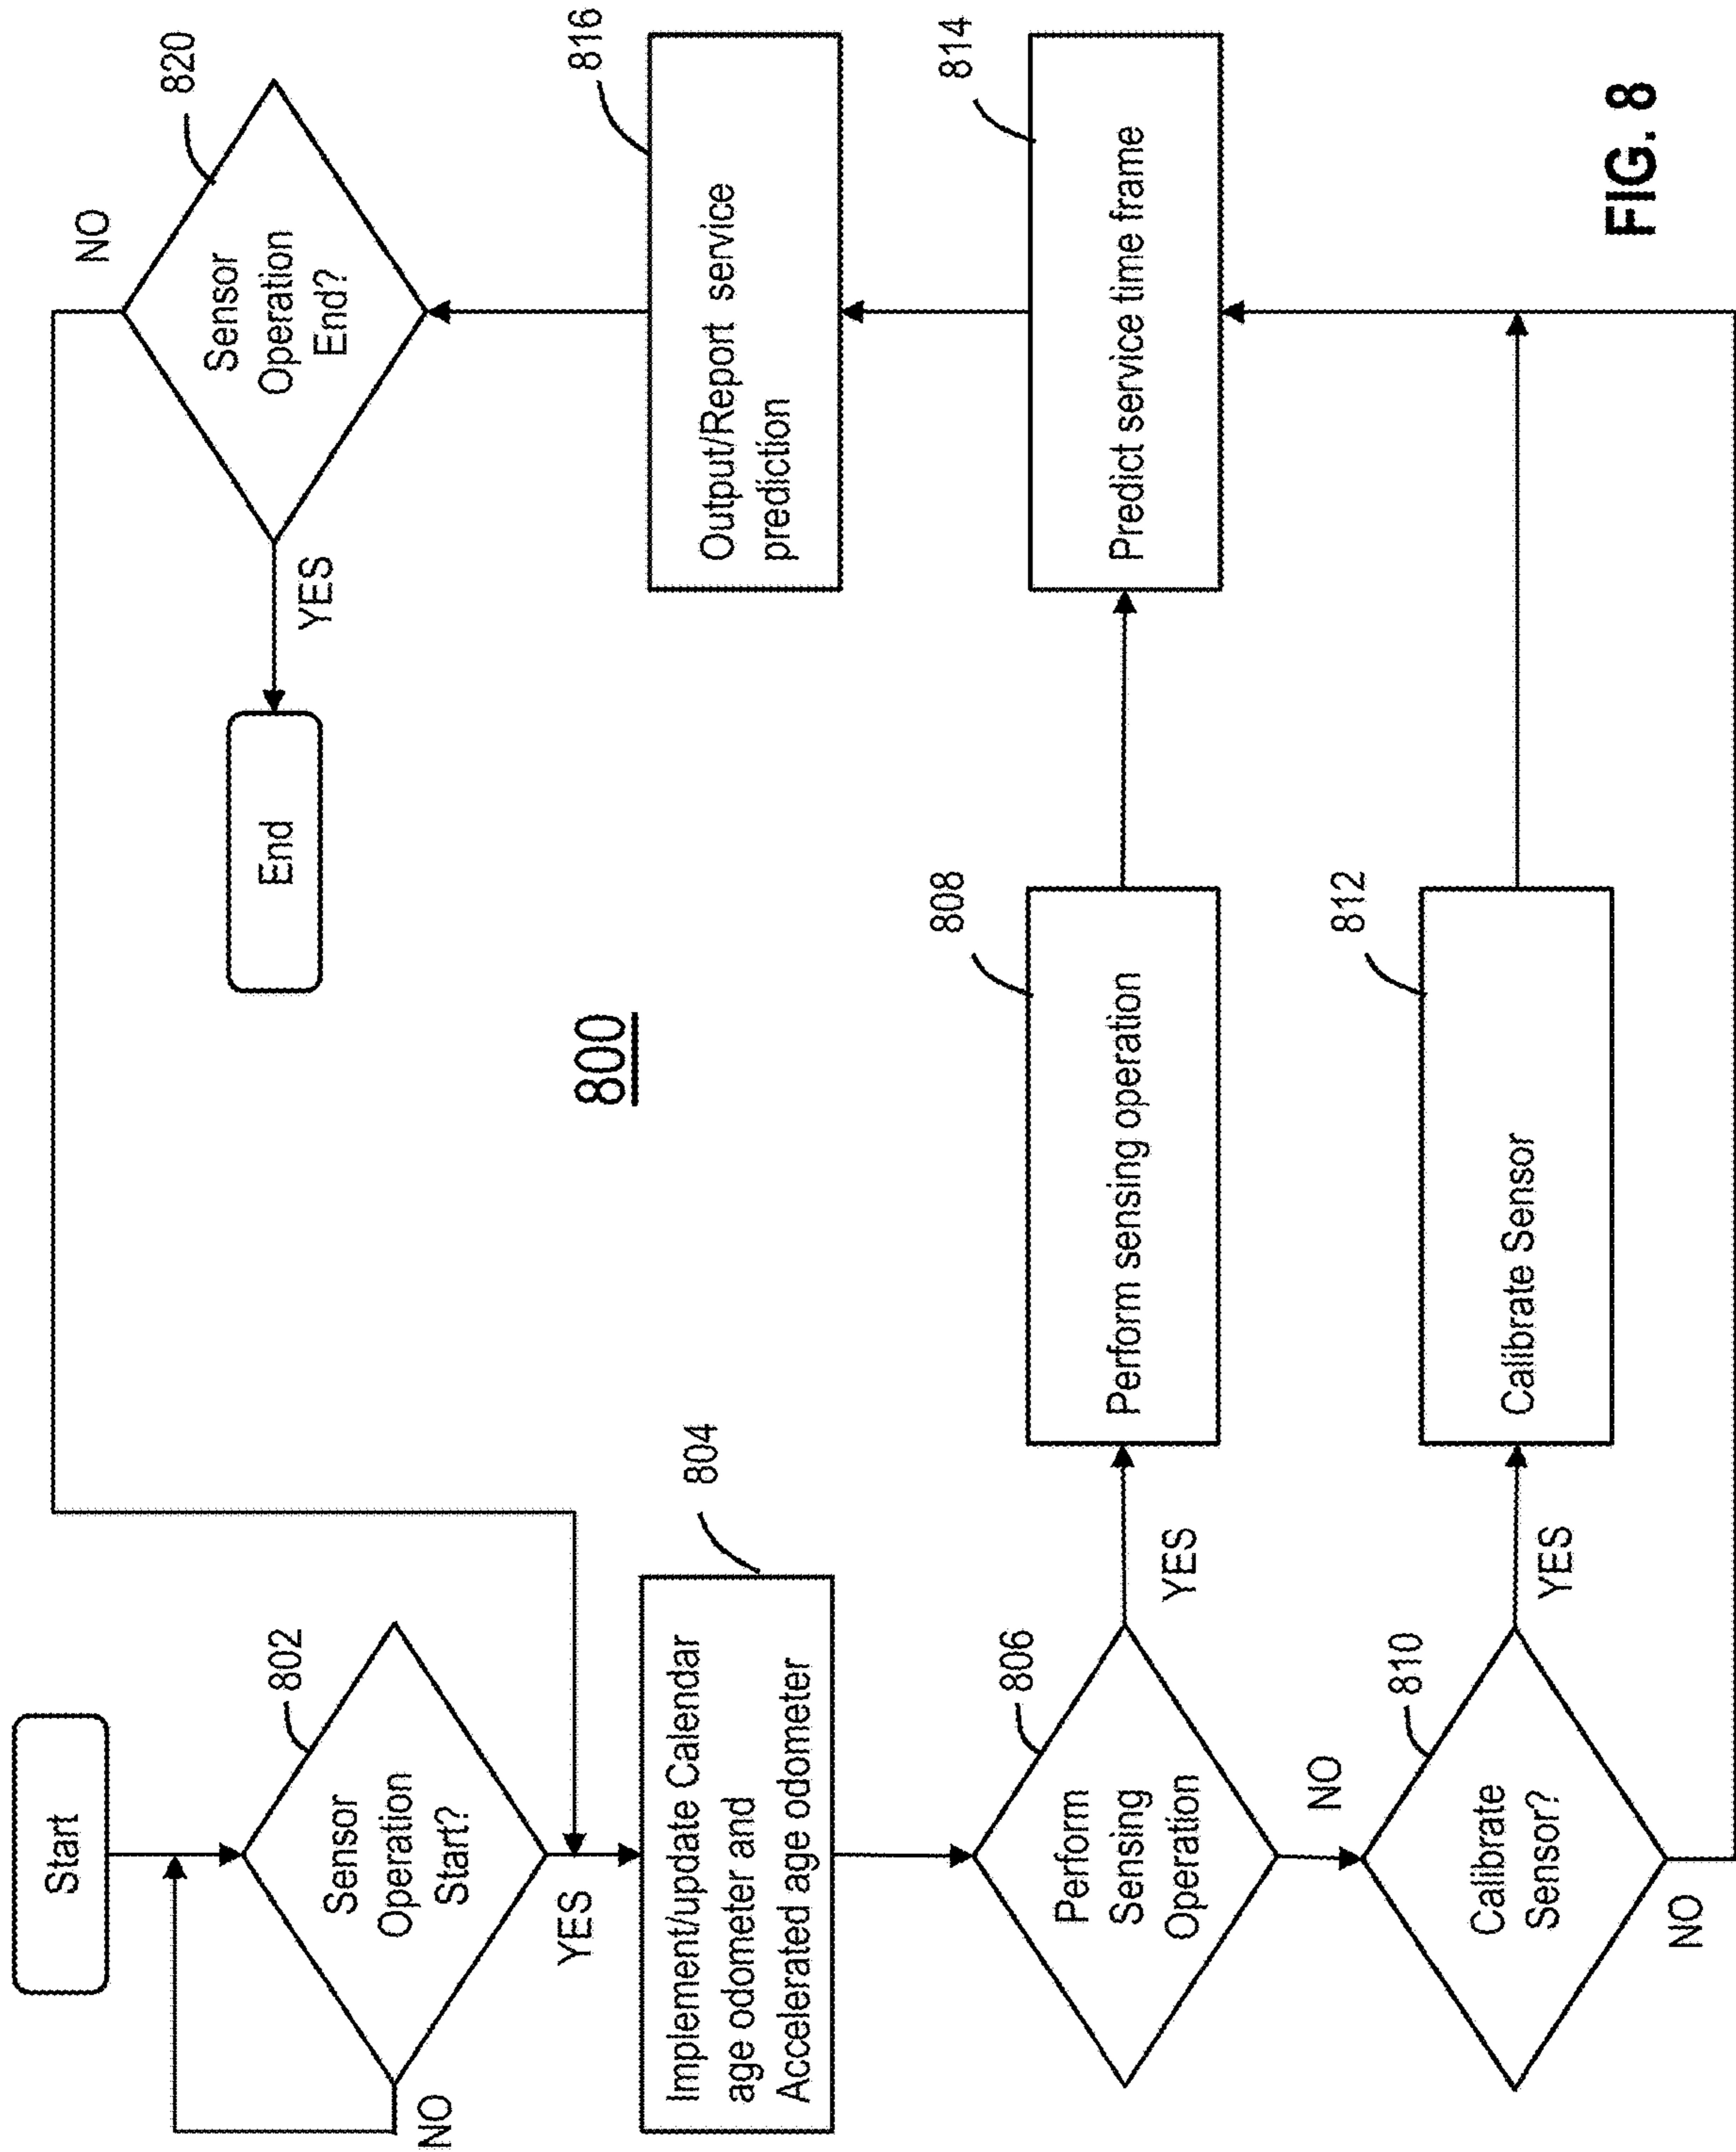 Start
802
Sensor
Operation
Start?
NO
YES
804
Implement/update Calendar
age odometer and
Accelerated age odometer
806
Perform
Sensing
Operation
YES
NO
808
Perform sensing operation
810
Calibrate
Sensor?
YES
NO
812
Calibrate Sensor
814
Predict service time frame
816
Output/Report service
prediction
820
Sensor
Operation
End?
NO
YES
End
800
FIG. 8